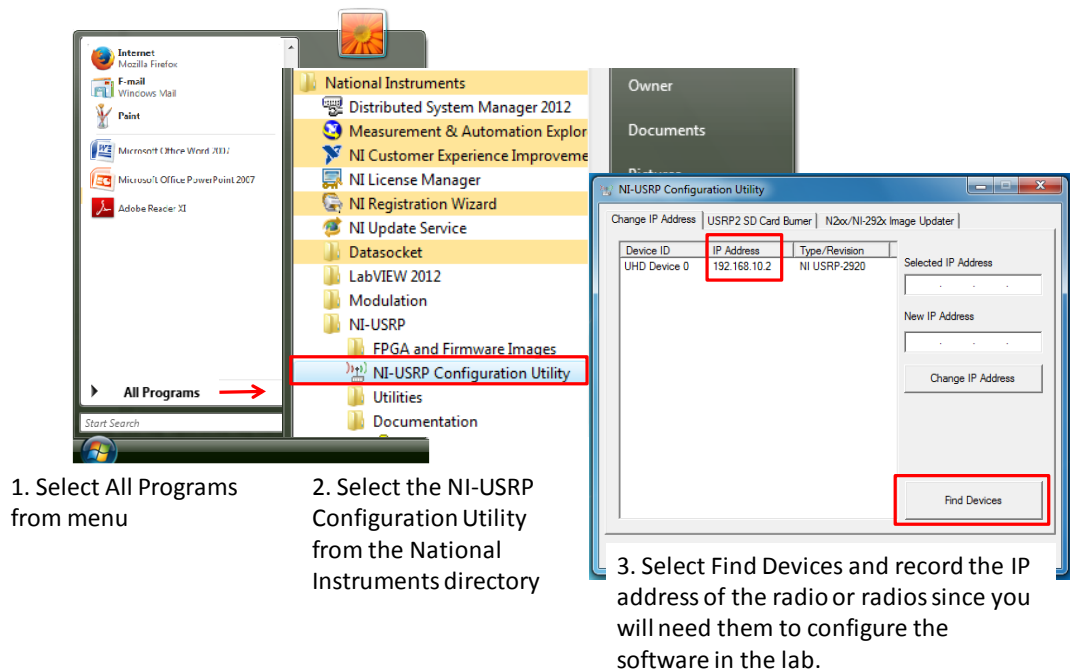 Internet
Mozilla Firefox
E-mail
Windows Mail
Paint
Microsoft Office Word 2007
Microsoft Office PowerPoint 2007
Adobe Reader XI
All Programs
Start Search
National Instruments
Distributed System Manager 2012
Measurement & Automation Explor
NI Customer Experience Improveme
NI License Manager
NI Registration Wizard
NI Update Service
Datasocket
LabVIEW 2012
Modulation
NI-USRP
FPGA and Firmware Images
NI-USRP Configuration Utility
Utilities
Documentation
Owner
Documents
Pictures
NI-USRP Configuration Utility
Change IP Address USRP2 SD Card Burner N2xx/NI-292x Image Updater
Device ID IP Address Type/Revision
UHD Device 0 192.168.10.2 NI USRP-2920
Selected IP Address
. . .
New IP Address
. . .
Change IP Address
Find Devices
1. Select All Programs
from menu
2. Select the NI-USRP
Configuration Utility
from the National
Instruments directory
3. Select Find Devices and record the IP
address of the radio or radios since you
will need them to configure the
software in the lab.